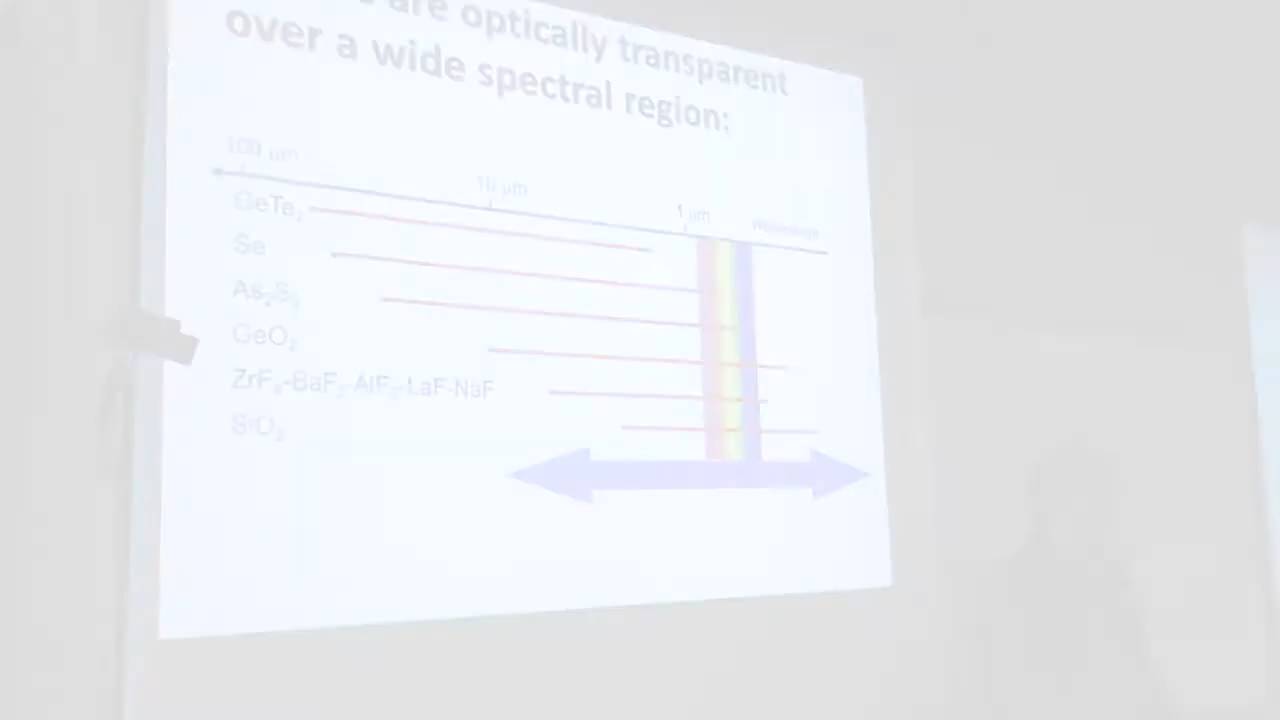 are optically transparent
over a wide spectral region:
100 μm
10 μm
1 μm
GeTe₂
Se
As₂S₃
GeO₂
ZrF₄-BaF₂-AlF₃-LaF-NaF
SiO₂